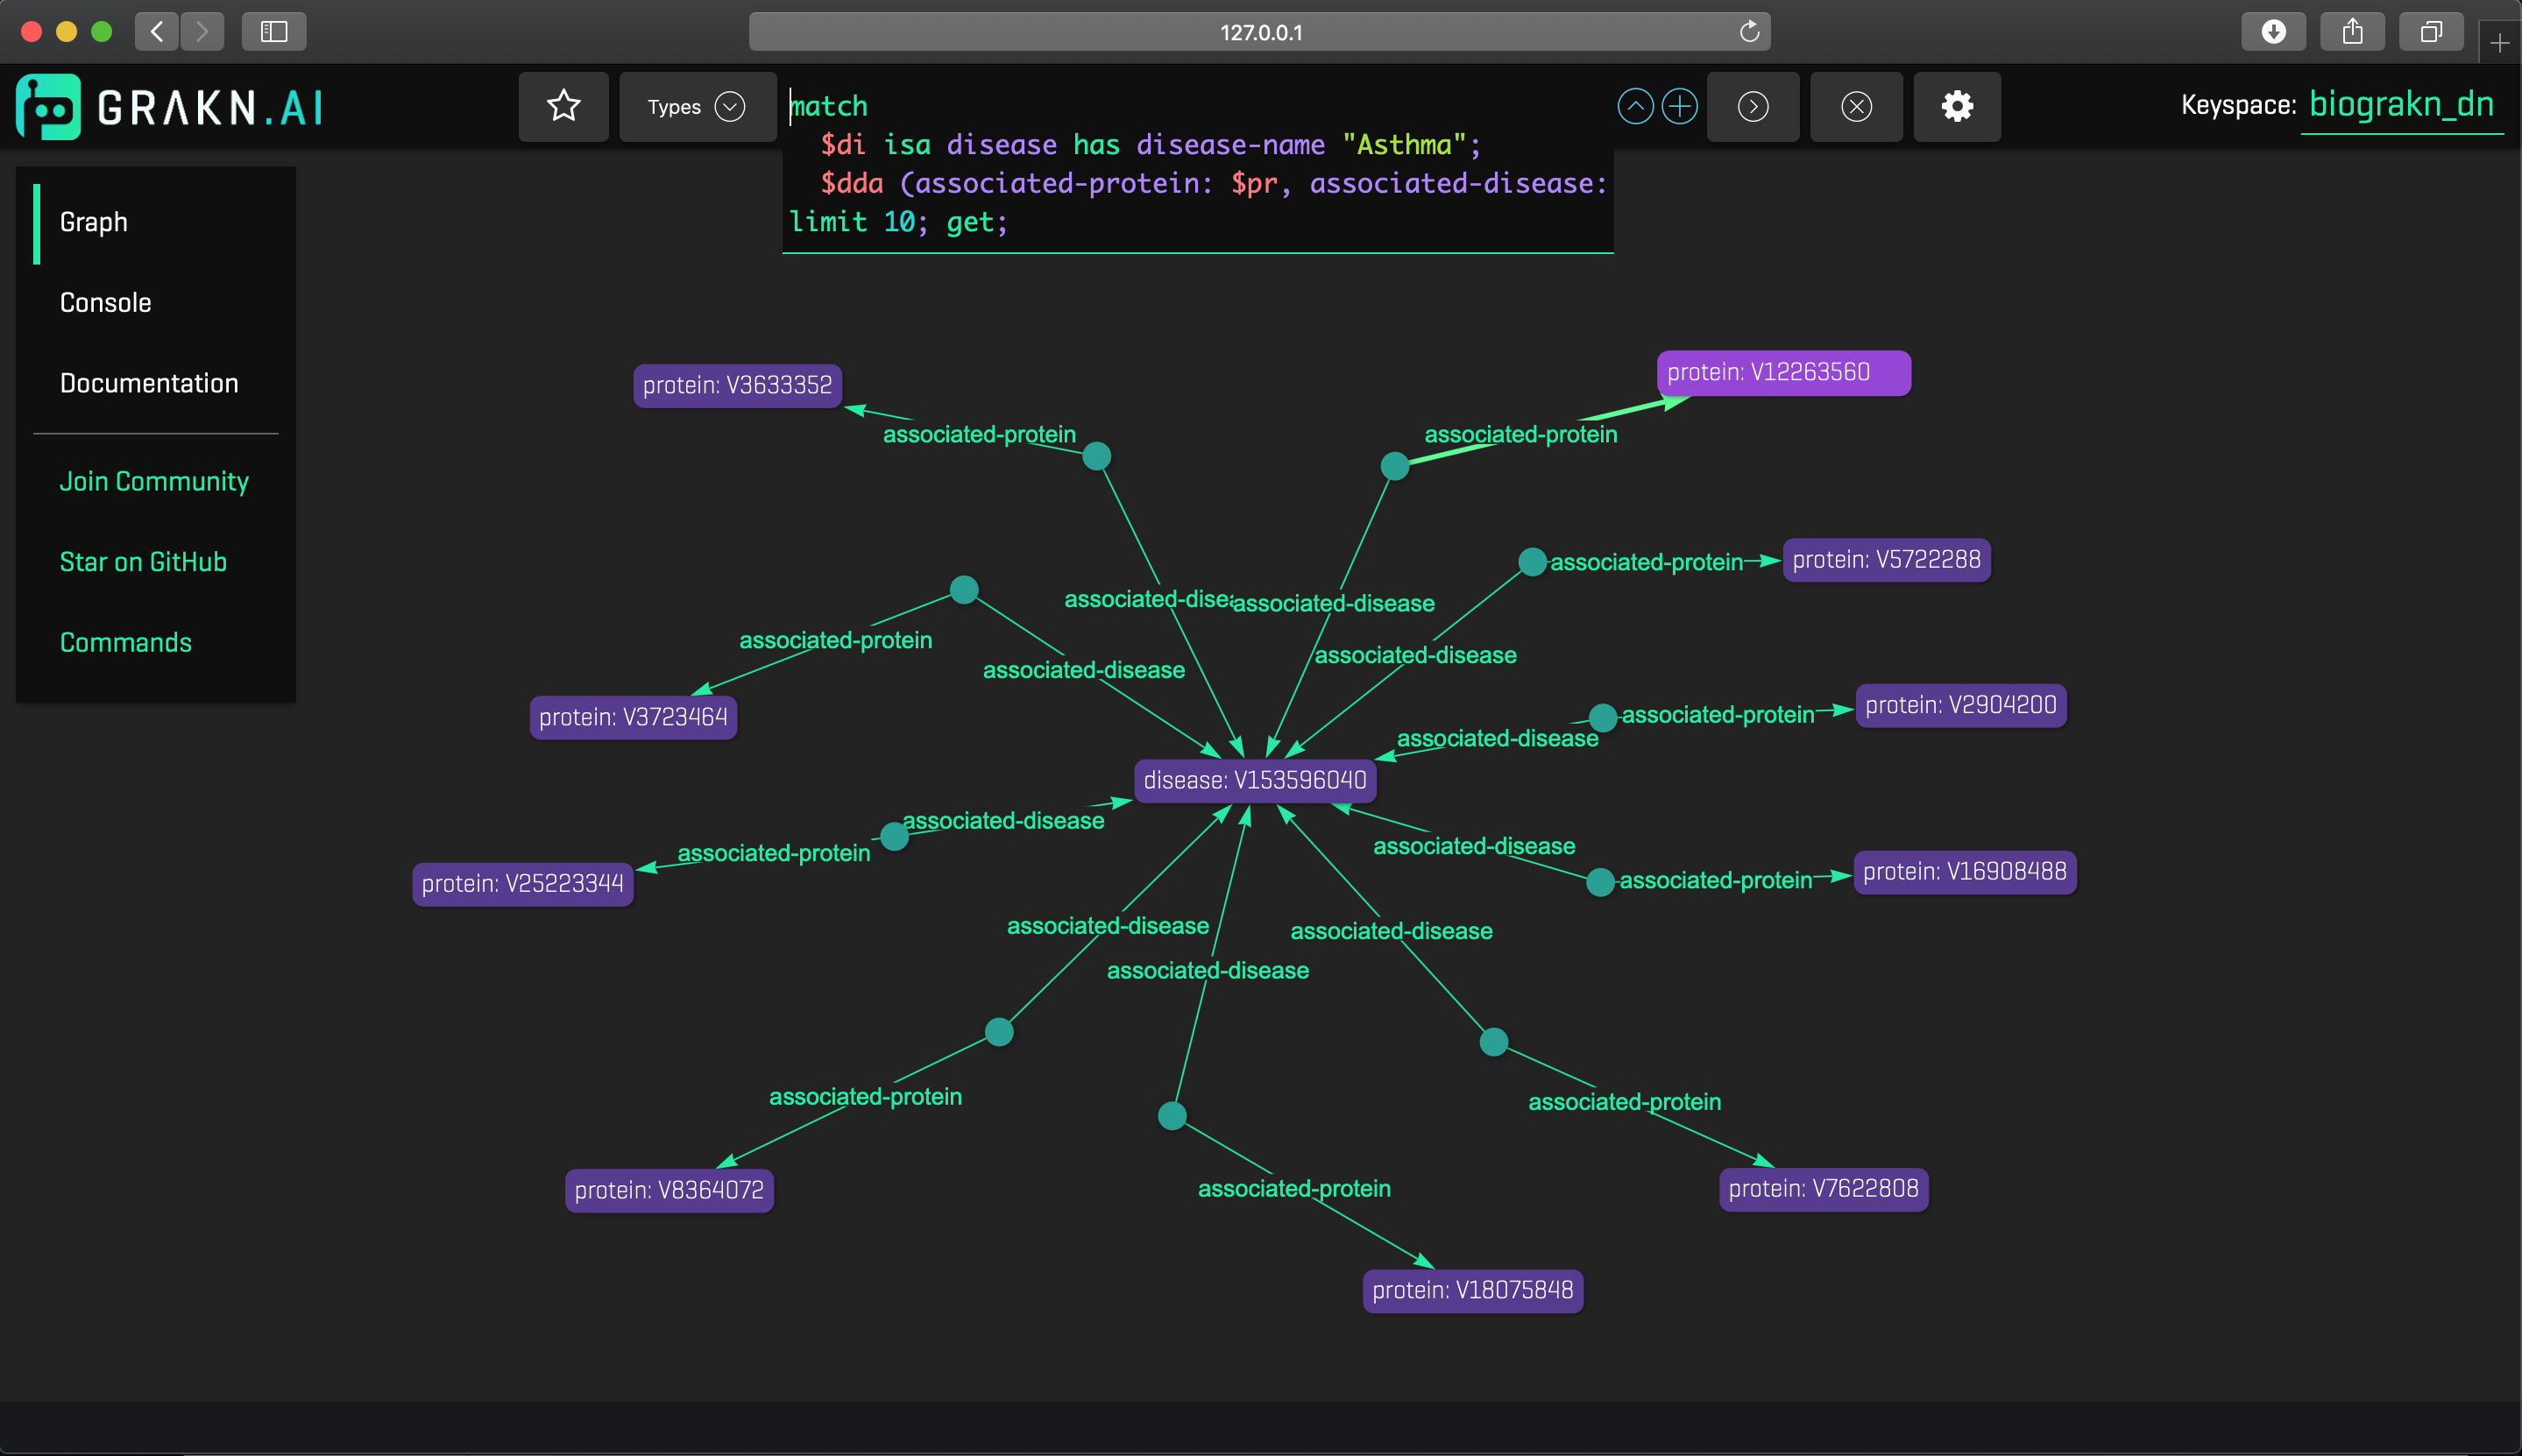 127.0.0.1
GRAKN.AI
Types
match
$di isa disease has disease-name "Asthma";
$dda (associated-protein: $pr, associated-disease:
limit 10; get;
Keyspace: biograkn_dn
Graph
Console
Documentation
Join Community
Star on GitHub
Commands
protein: V3633352
protein: V12263560
associated-protein
associated-protein
associated-protein
protein: V5722288
associated-disea
associated-disease
associated-protein
associated-disease
associated-disease
protein: V3723464
associated-protein
protein: V2904200
associated-disease
disease: V153596040
associated-disease
associated-disease
associated-protein
protein: V25223344
associated-protein
protein: V16908488
associated-disease
associated-disease
associated-disease
associated-protein
associated-protein
protein: V8364072
associated-protein
protein: V7622808
protein: V18075848